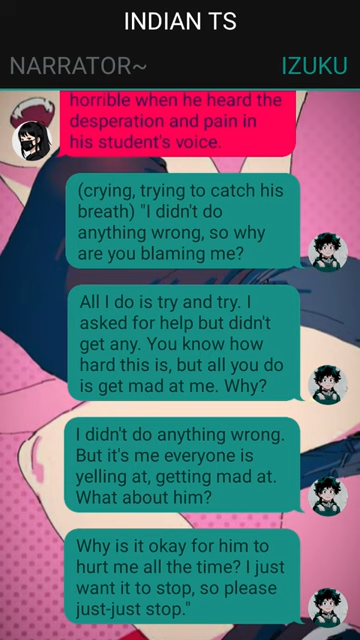 INDIAN TS
NARRATOR~ IZUKU
horrible when he heard the
desperation and pain in
his student's voice.
(crying, trying to catch his
breath) "I didn't do
anything wrong, so why
are you blaming me?
All I do is try and try. I
asked for help but didn't
get any. You know how
hard this is, but all you do
is get mad at me. Why?
I didn't do anything wrong.
But it's me everyone is
yelling at, getting mad at.
What about him?
Why is it okay for him to
hurt me all the time? I just
want it to stop, so please
just-just stop."